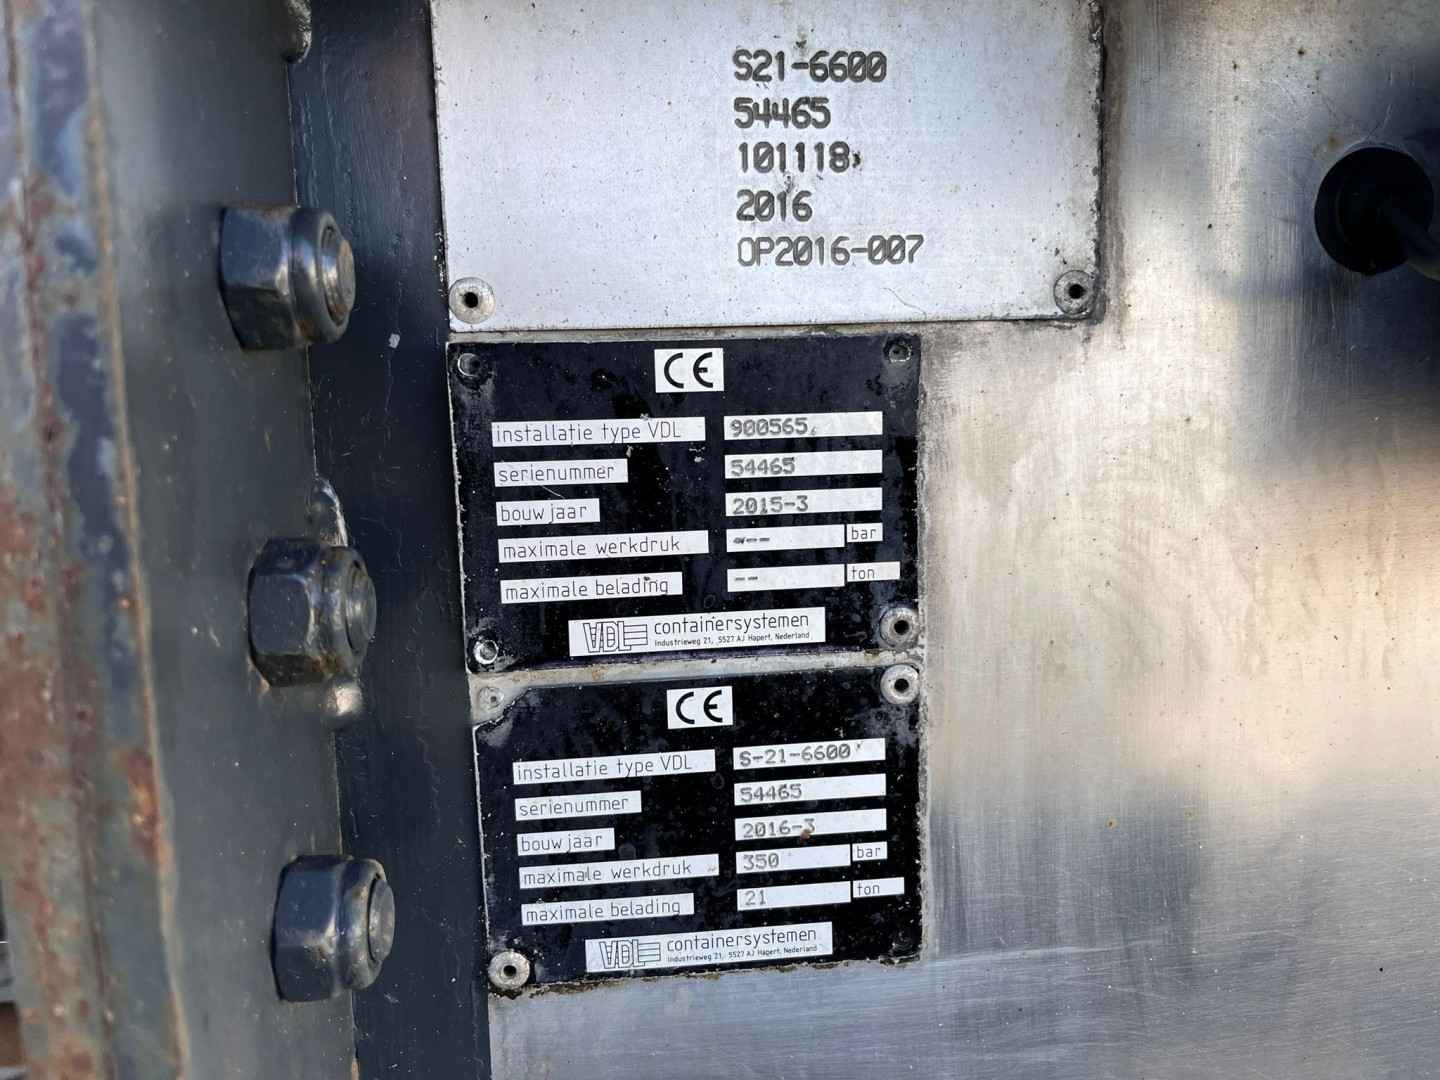 S21-6600
54465
101118
2016
OP2016-007
CE
installatie type VDL 900565
serienummer 54465
bouwjaar 2015-3
maximale werkdruk --- bar
maximale belading -- ton
VDL containersystemen
Industrieweg 21, 5527 AJ Hapert, Nederland
CE
installatie type VDL S-21-6600
serienummer 54465
bouwjaar 2016-3
maximale werkdruk 350 bar
maximale belading 21 ton
VDL containersystemen
Industrieweg 21, 5527 AJ Hapert, Nederland